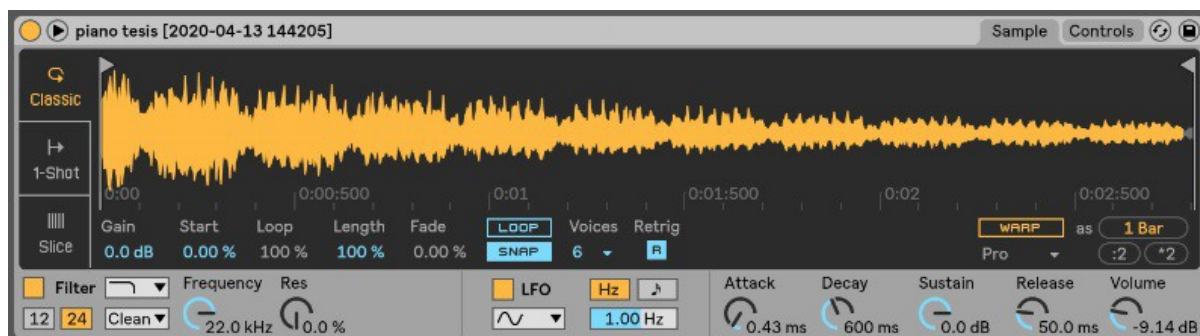 piano tesis [2020-04-13 144205] Sample Controls
Classic
1-Shot
Slice
0:00 0:00:500 0:01 0:01:500 0:02 0:02:500
Gain Start Loop Length Fade LOOP Voices Retrig WARP as 1 Bar
0.0 dB 0.00 % 100 % 100 % 0.00 % SNAP 6 R Pro :2 *2
Filter Frequency Res LFO Hz Attack Decay Sustain Release Volume
12 24 Clean 22.0 kHz 0.0 % 1.00 Hz 0.43 ms 600 ms 0.0 dB 50.0 ms -9.14 dB